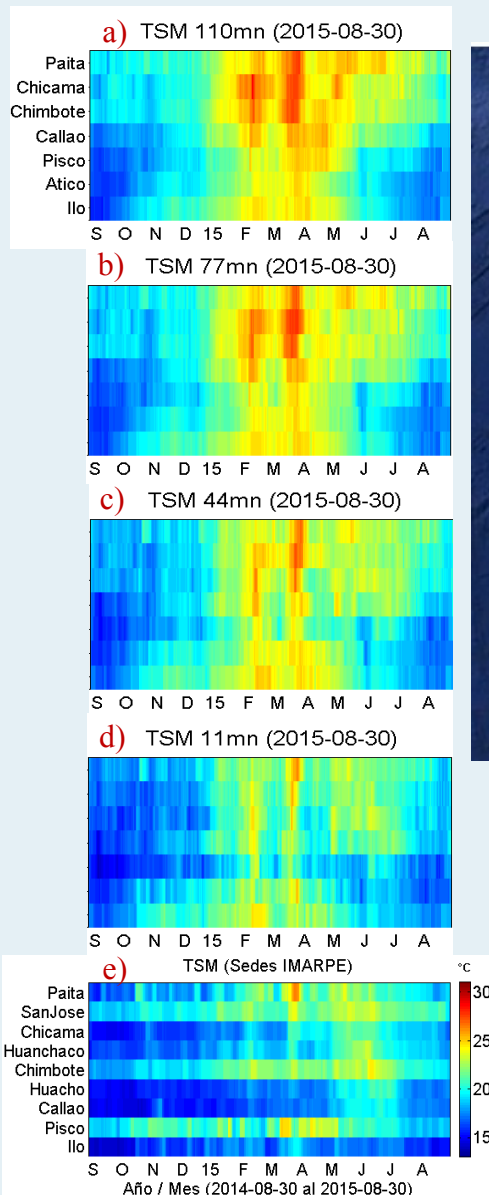 a) TSM 110mn (2015-08-30)
Paita
Chicama
Chimbote
Callao
Pisco
Atico
Ilo
S O N D 15 F M A M J J A
b) TSM 77mn (2015-08-30)
S O N D 15 F M A M J J A
c) TSM 44mn (2015-08-30)
S O N D 15 F M A M J J A
d) TSM 11mn (2015-08-30)
S O N D 15 F M A M J J A
e) TSM (Sedes IMARPE) °C
Paita
SanJose
Chicama
Huanchaco
Chimbote
Huacho
Callao
Pisco
Ilo
30
25
20
15
S O N D 15 F M A M J J A
Año / Mes (2014-08-30 al 2015-08-30)